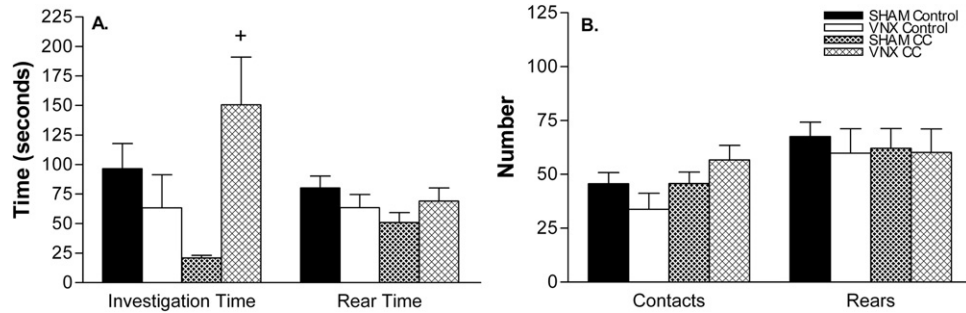 A.
+
Time (seconds)
225
200
175
150
125
100
75
50
25
0
Investigation Time
Rear Time
B.
SHAM Control
VNX Control
SHAM CC
VNX CC
Number
125
100
75
50
25
0
Contacts
Rears